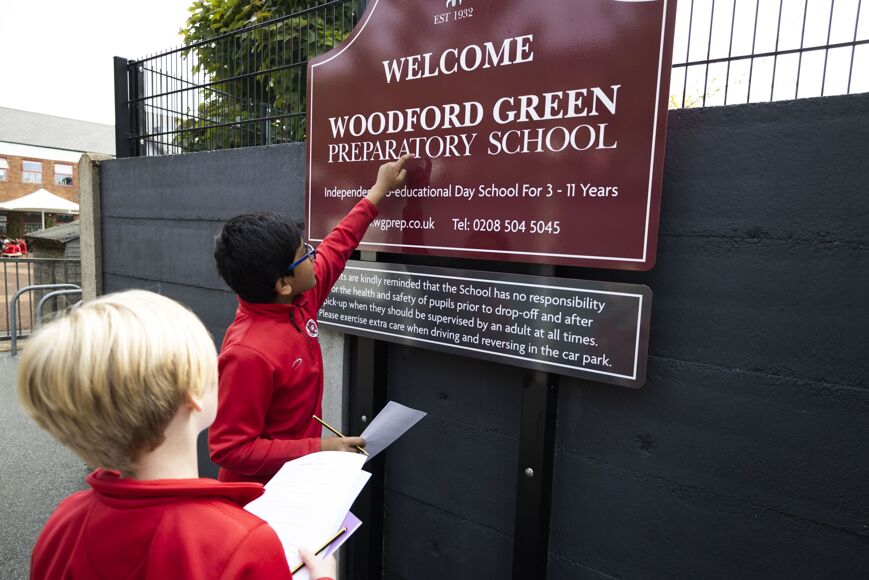 EST 1932
WELCOME
WOODFORD GREEN
PREPARATORY SCHOOL
Independent Co-educational Day School For 3 - 11 Years
.wgprep.co.uk Tel: 0208 504 5045
are kindly reminded that the School has no responsibility
for the health and safety of pupils prior to drop-off and after
pick-up when they should be supervised by an adult at all times.
Please exercise extra care when driving and reversing in the car park.